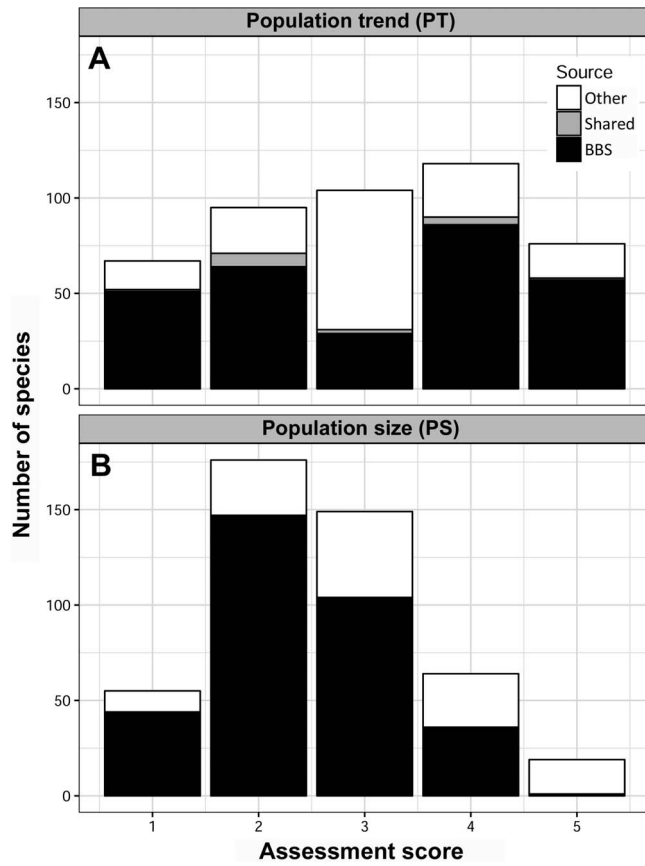 Population trend (PT)
A
Source
Other
Shared
BBS
150
100
50
0
Number of species
Population size (PS)
B
150
100
50
0
1 2 3 4 5
Assessment score